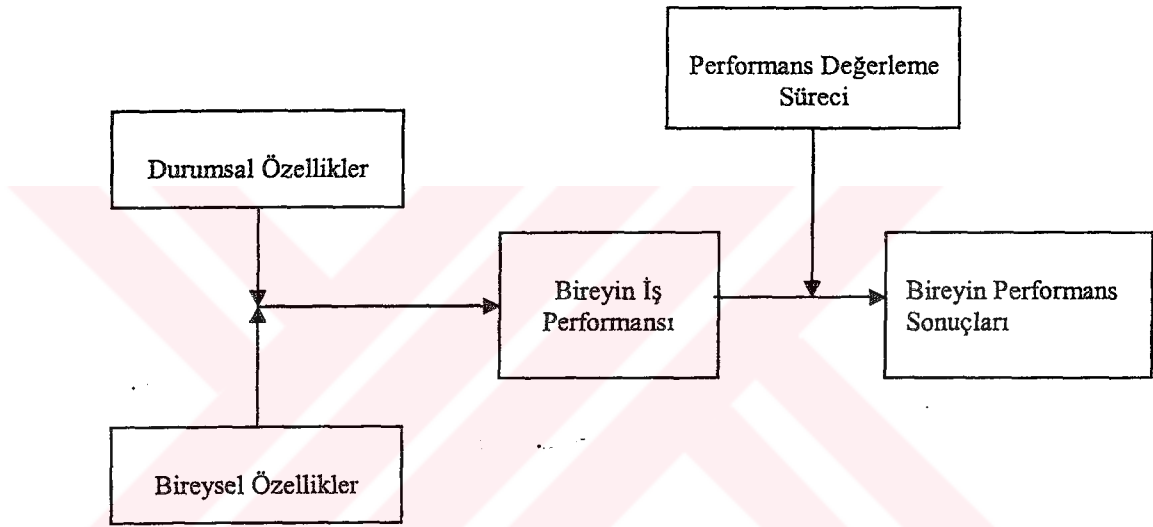 Performans Değerleme
Süreci
Durumsal Özellikler
Bireyin İş
Performansı
Bireyin Performans
Sonuçları
Bireysel Özellikler